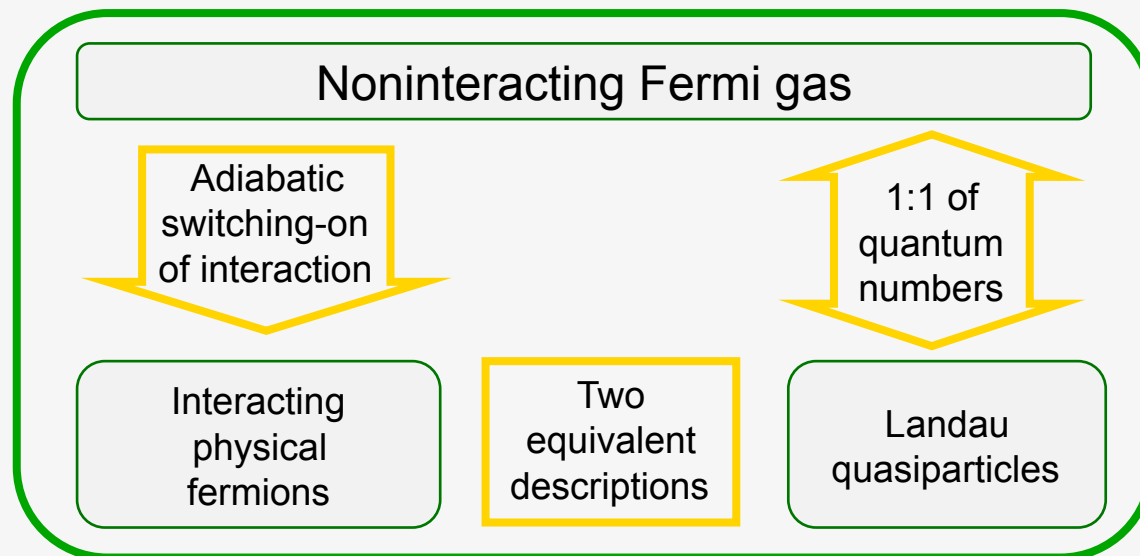 Noninteracting Fermi gas
Adiabatic
switching-on
of interaction
1:1 of
quantum
numbers
Interacting
physical
fermions
Two
equivalent
descriptions
Landau
quasiparticles